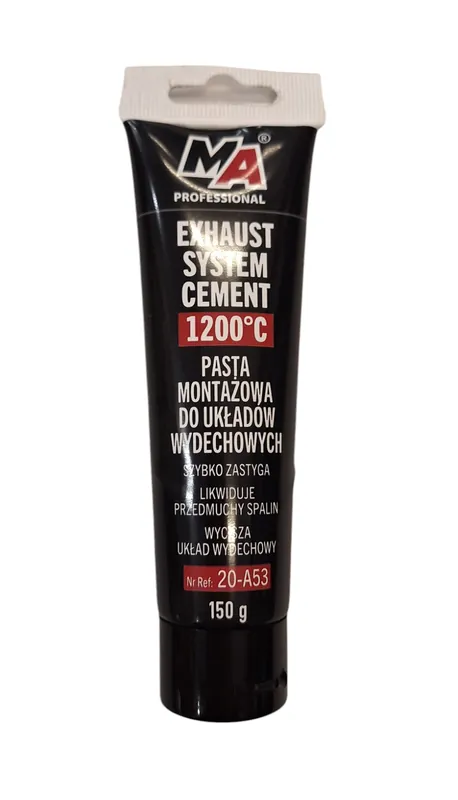 MA®
PROFESSIONAL
EXHAUST
SYSTEM
CEMENT
1200°C
PASTA
MONTAŻOWA
DO UKŁADÓW
WYDECHOWYCH
SZYBKO ZASTYGA
LIKWIDUJE
PRZEDMUCHY SPALIN
WYCISZA
UKŁAD WYDECHOWY
Nr Ref: 20-A53
150 g